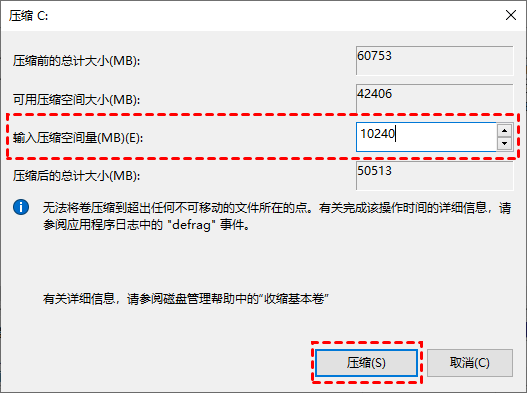 压缩 C:
压缩前的总计大小(MB): 60753
可用压缩空间大小(MB): 42406
输入压缩空间量(MB)(E): 10240
压缩后的总计大小(MB): 50513
无法将卷压缩到超出任何不可移动的文件所在的点。有关完成该操作时间的详细信息，请
参阅应用程序日志中的 "defrag" 事件。
有关详细信息，请参阅磁盘管理帮助中的“收缩基本卷”
压缩(S) 取消(C)